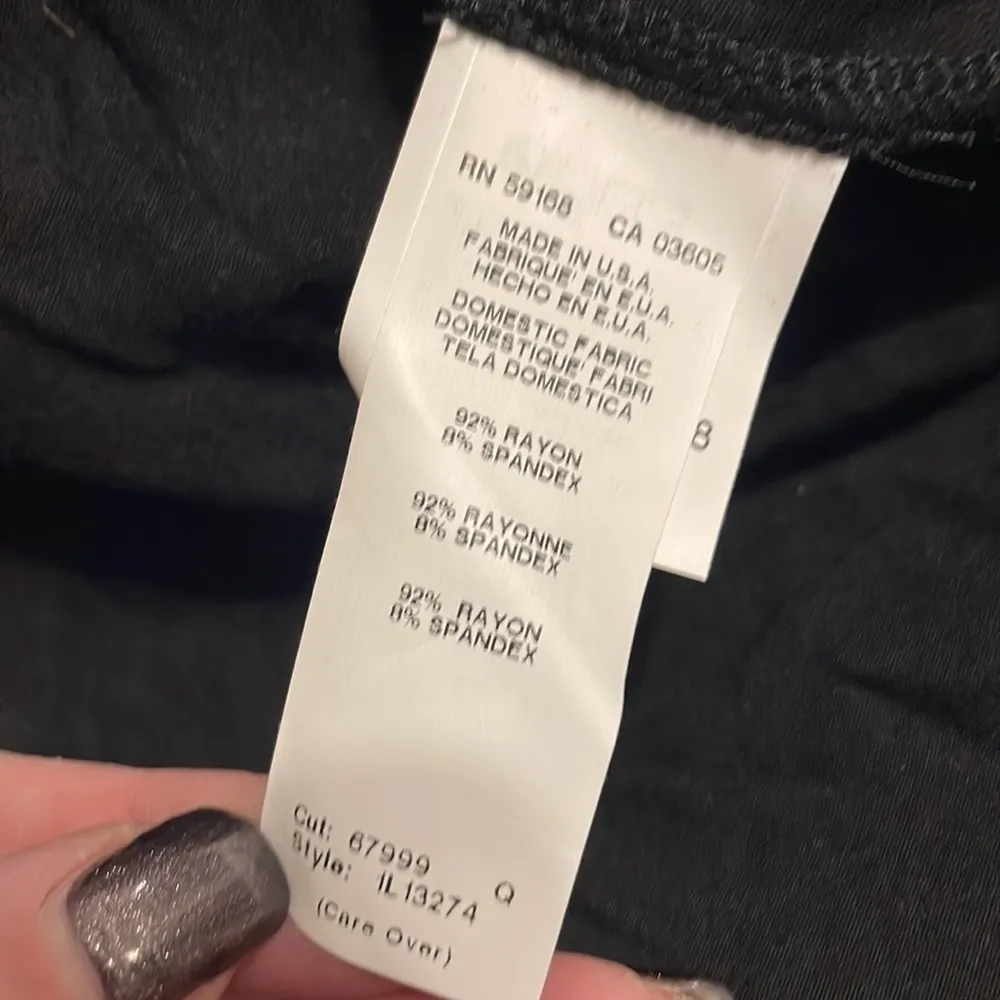 RN 59168 CA 03605
MADE IN U.S.A.
FABRIQUE' EN E.U.A.
HECHO EN E.U.A.
DOMESTIC FABRIC
DOMESTIQUE' FABRI
TELA DOMESTICA
92% RAYON
8% SPANDEX
92% RAYONNE
8% SPANDEX
92% RAYON
8% SPANDEX
Cut: 67999
Style: IL13274 Q
(Care Over)
8